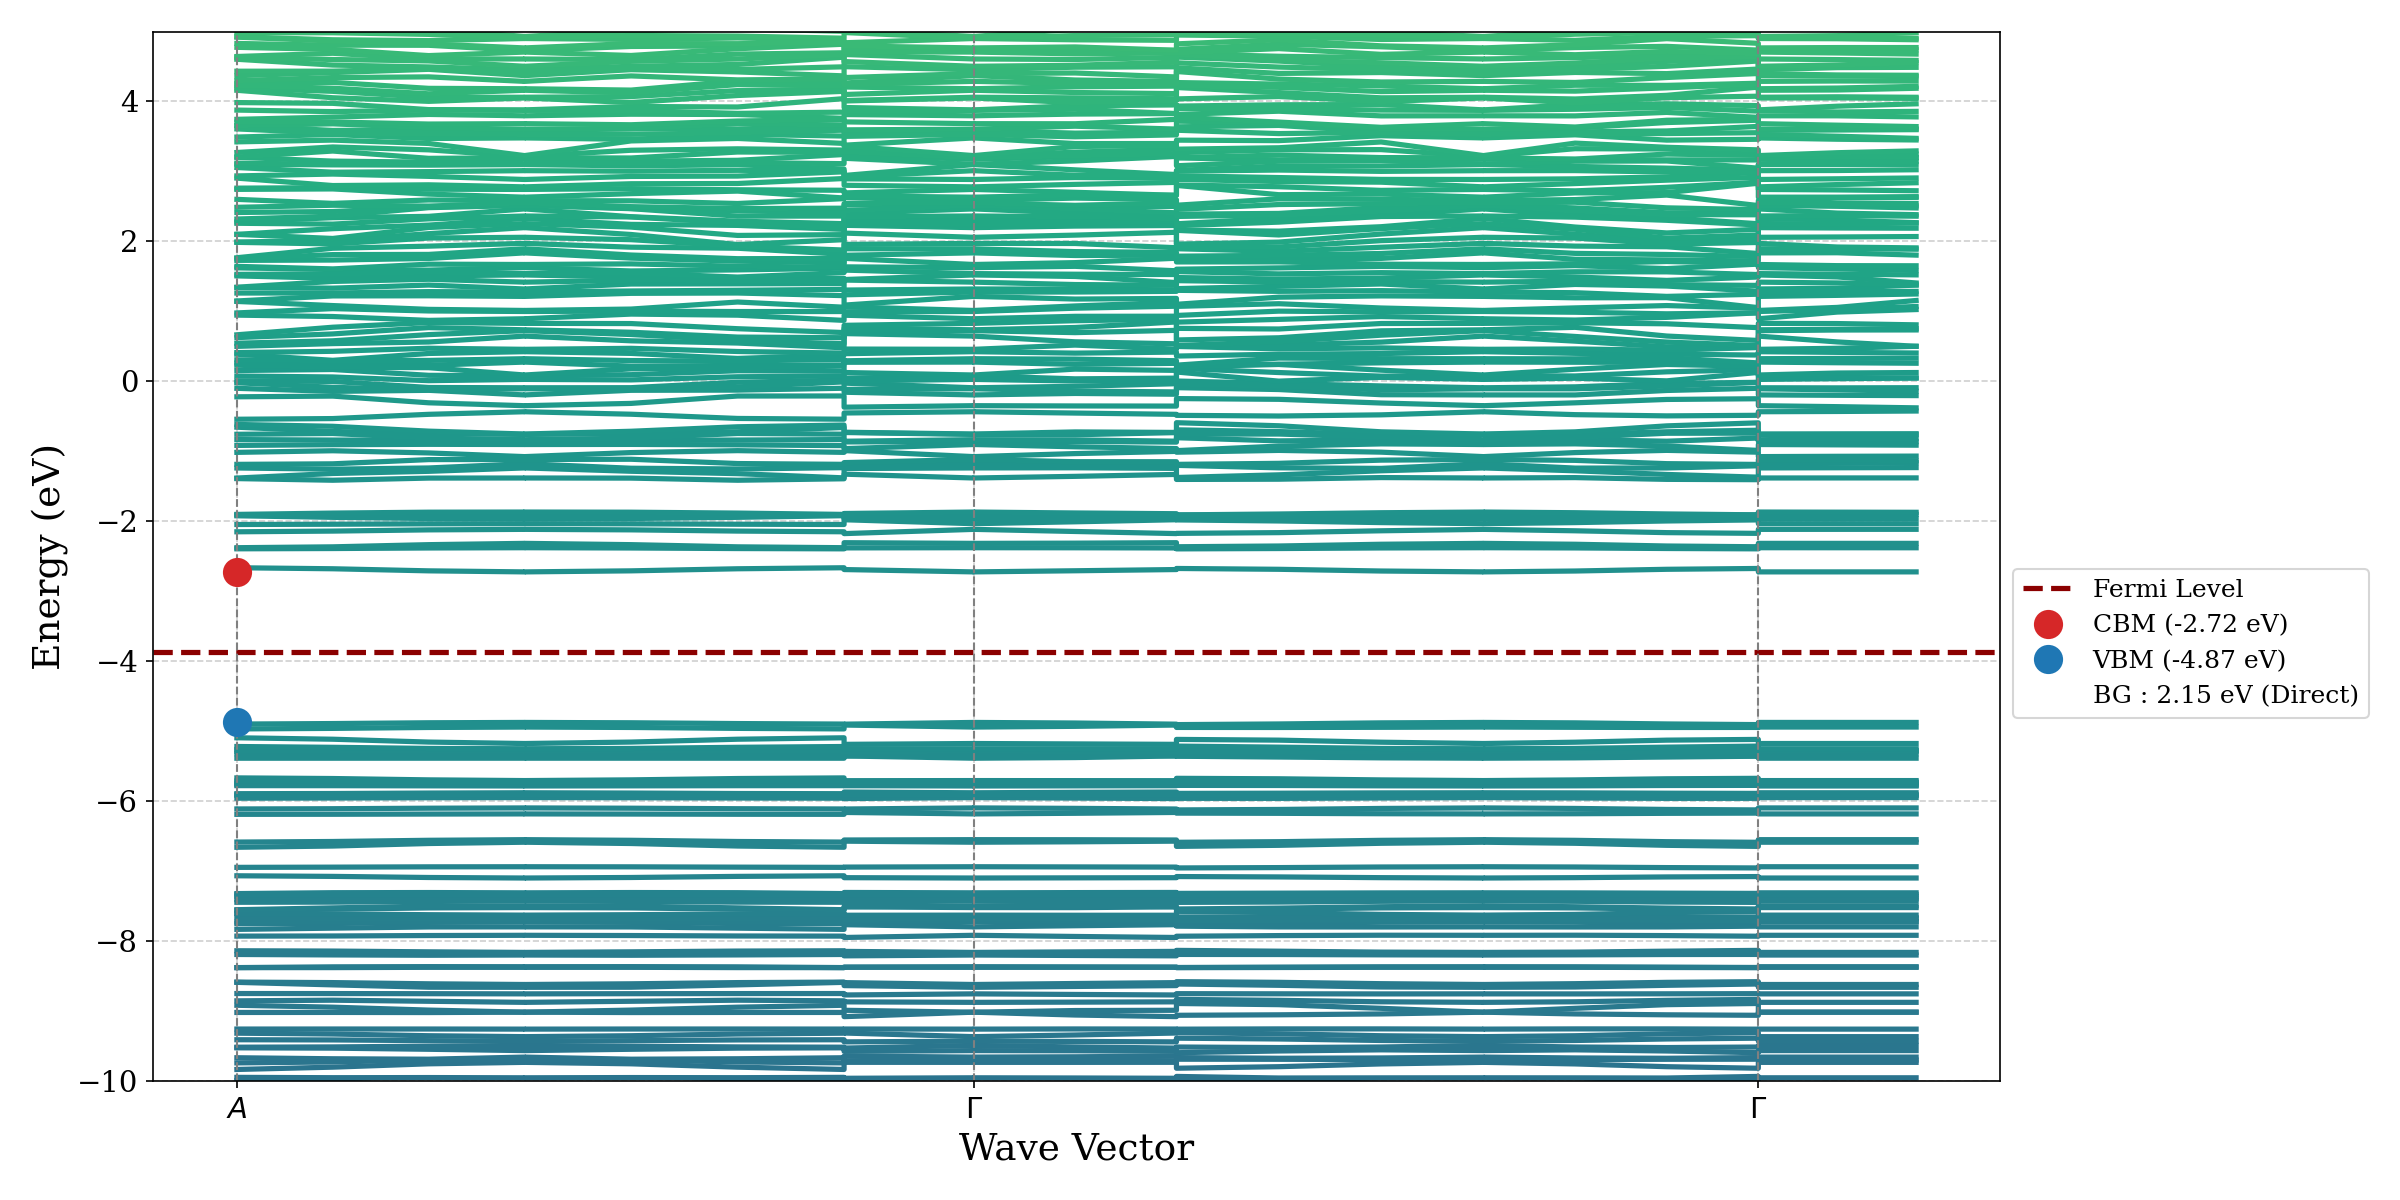 4
2
0
−2
−4
−6
−8
−10
Energy (eV)
A
Γ
Γ
Wave Vector
Fermi Level
CBM (-2.72 eV)
VBM (-4.87 eV)
BG : 2.15 eV (Direct)